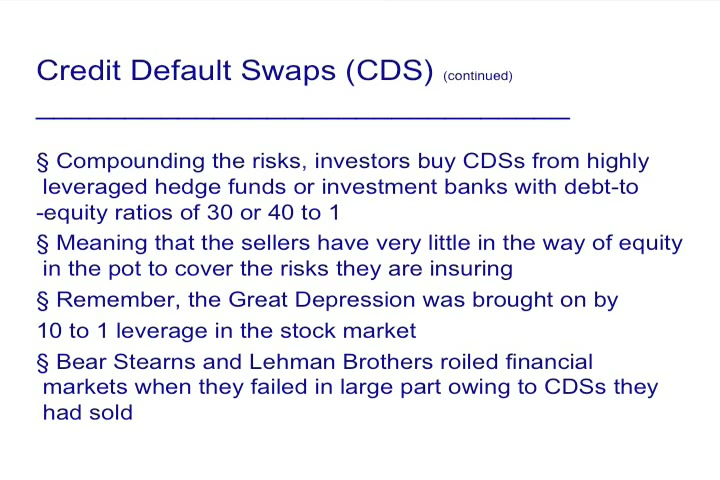 Credit Default Swaps (CDS) (continued)
§ Compounding the risks, investors buy CDSs from highly
leveraged hedge funds or investment banks with debt-to
-equity ratios of 30 or 40 to 1
§ Meaning that the sellers have very little in the way of equity
in the pot to cover the risks they are insuring
§ Remember, the Great Depression was brought on by
10 to 1 leverage in the stock market
§ Bear Stearns and Lehman Brothers roiled financial
markets when they failed in large part owing to CDSs they
had sold